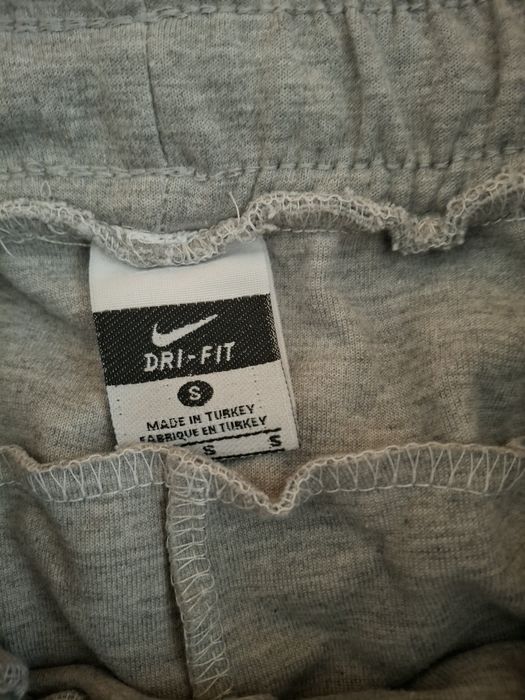 DRI-FIT
S
MADE IN TURKEY
FABRIQUE EN TURKEY
S S